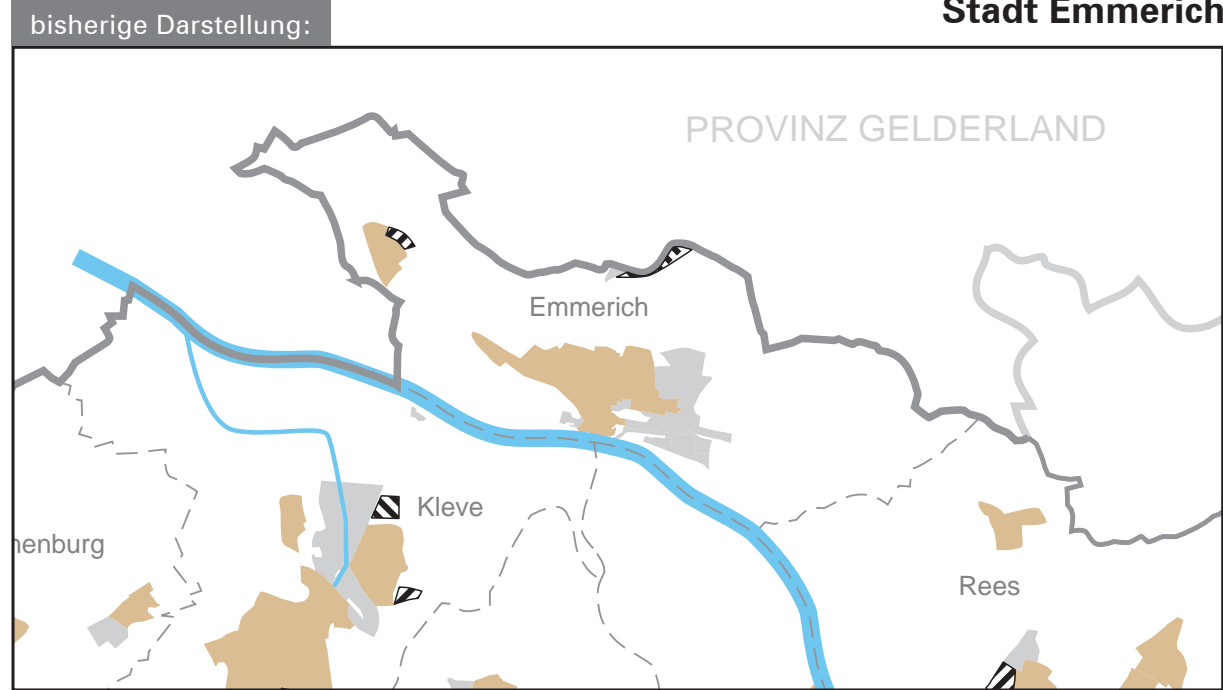 bisherige Darstellung:
Stadt Emmerich
PROVINZ GELDERLAND
Emmerich
Kleve
henburg
Rees